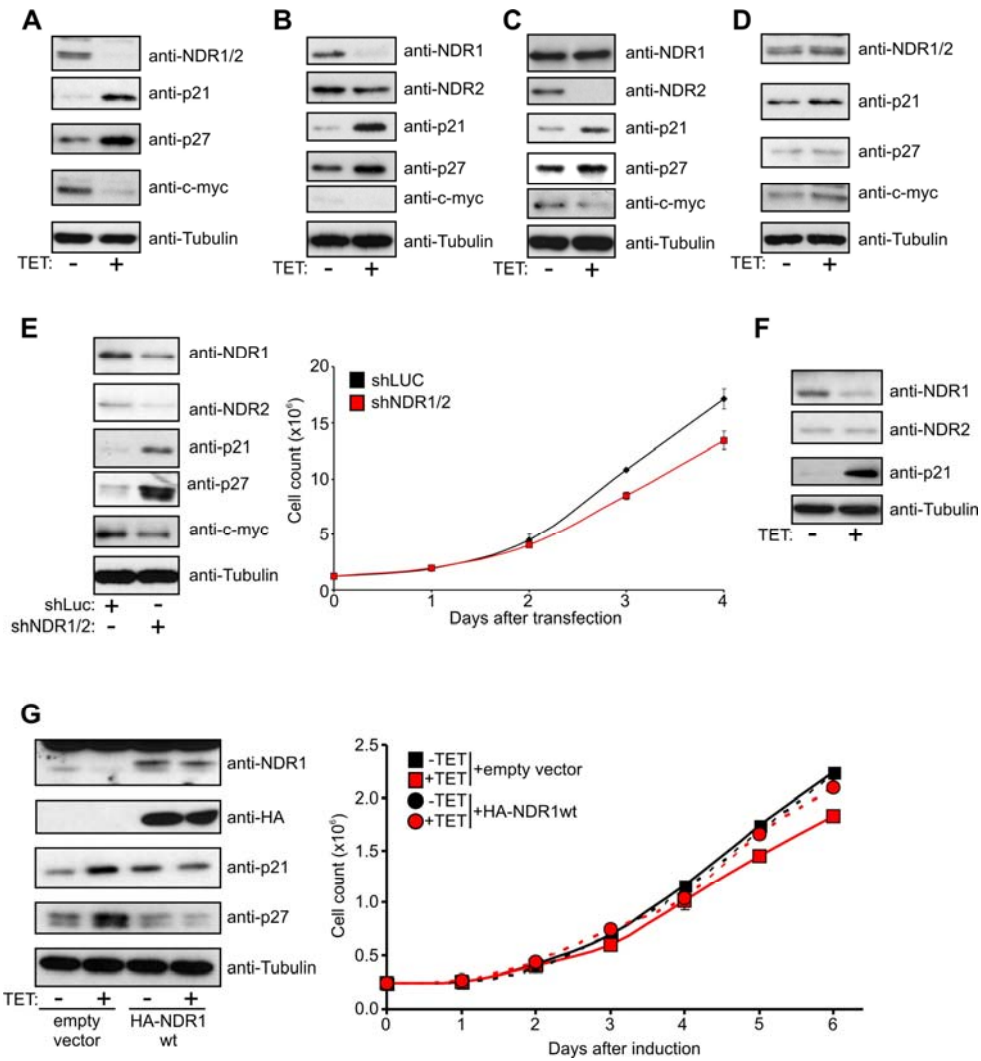 A
anti-NDR1/2
anti-p21
anti-p27
anti-c-myc
anti-Tubulin
TET: - +
B
anti-NDR1
anti-NDR2
anti-p21
anti-p27
anti-c-myc
anti-Tubulin
TET: - +
C
anti-NDR1
anti-NDR2
anti-p21
anti-p27
anti-c-myc
anti-Tubulin
TET: - +
D
anti-NDR1/2
anti-p21
anti-p27
anti-c-myc
anti-Tubulin
TET: - +
E
anti-NDR1
anti-NDR2
anti-p21
anti-p27
anti-c-myc
anti-Tubulin
shLuc: + -
shNDR1/2: - +
shLUC
shNDR1/2
Cell count (x10⁶)
20
15
10
5
0
0 1 2 3 4
Days after transfection
F
anti-NDR1
anti-NDR2
anti-p21
anti-Tubulin
TET: - +
G
anti-NDR1
anti-HA
anti-p21
anti-p27
anti-Tubulin
TET: - + - +
empty vector
HA-NDR1 wt
-TET
+TET
+empty vector
-TET
+TET
+HA-NDR1wt
Cell count (x10⁶)
2.5
2.0
1.5
1.0
0.5
0.0
0 1 2 3 4 5 6
Days after induction